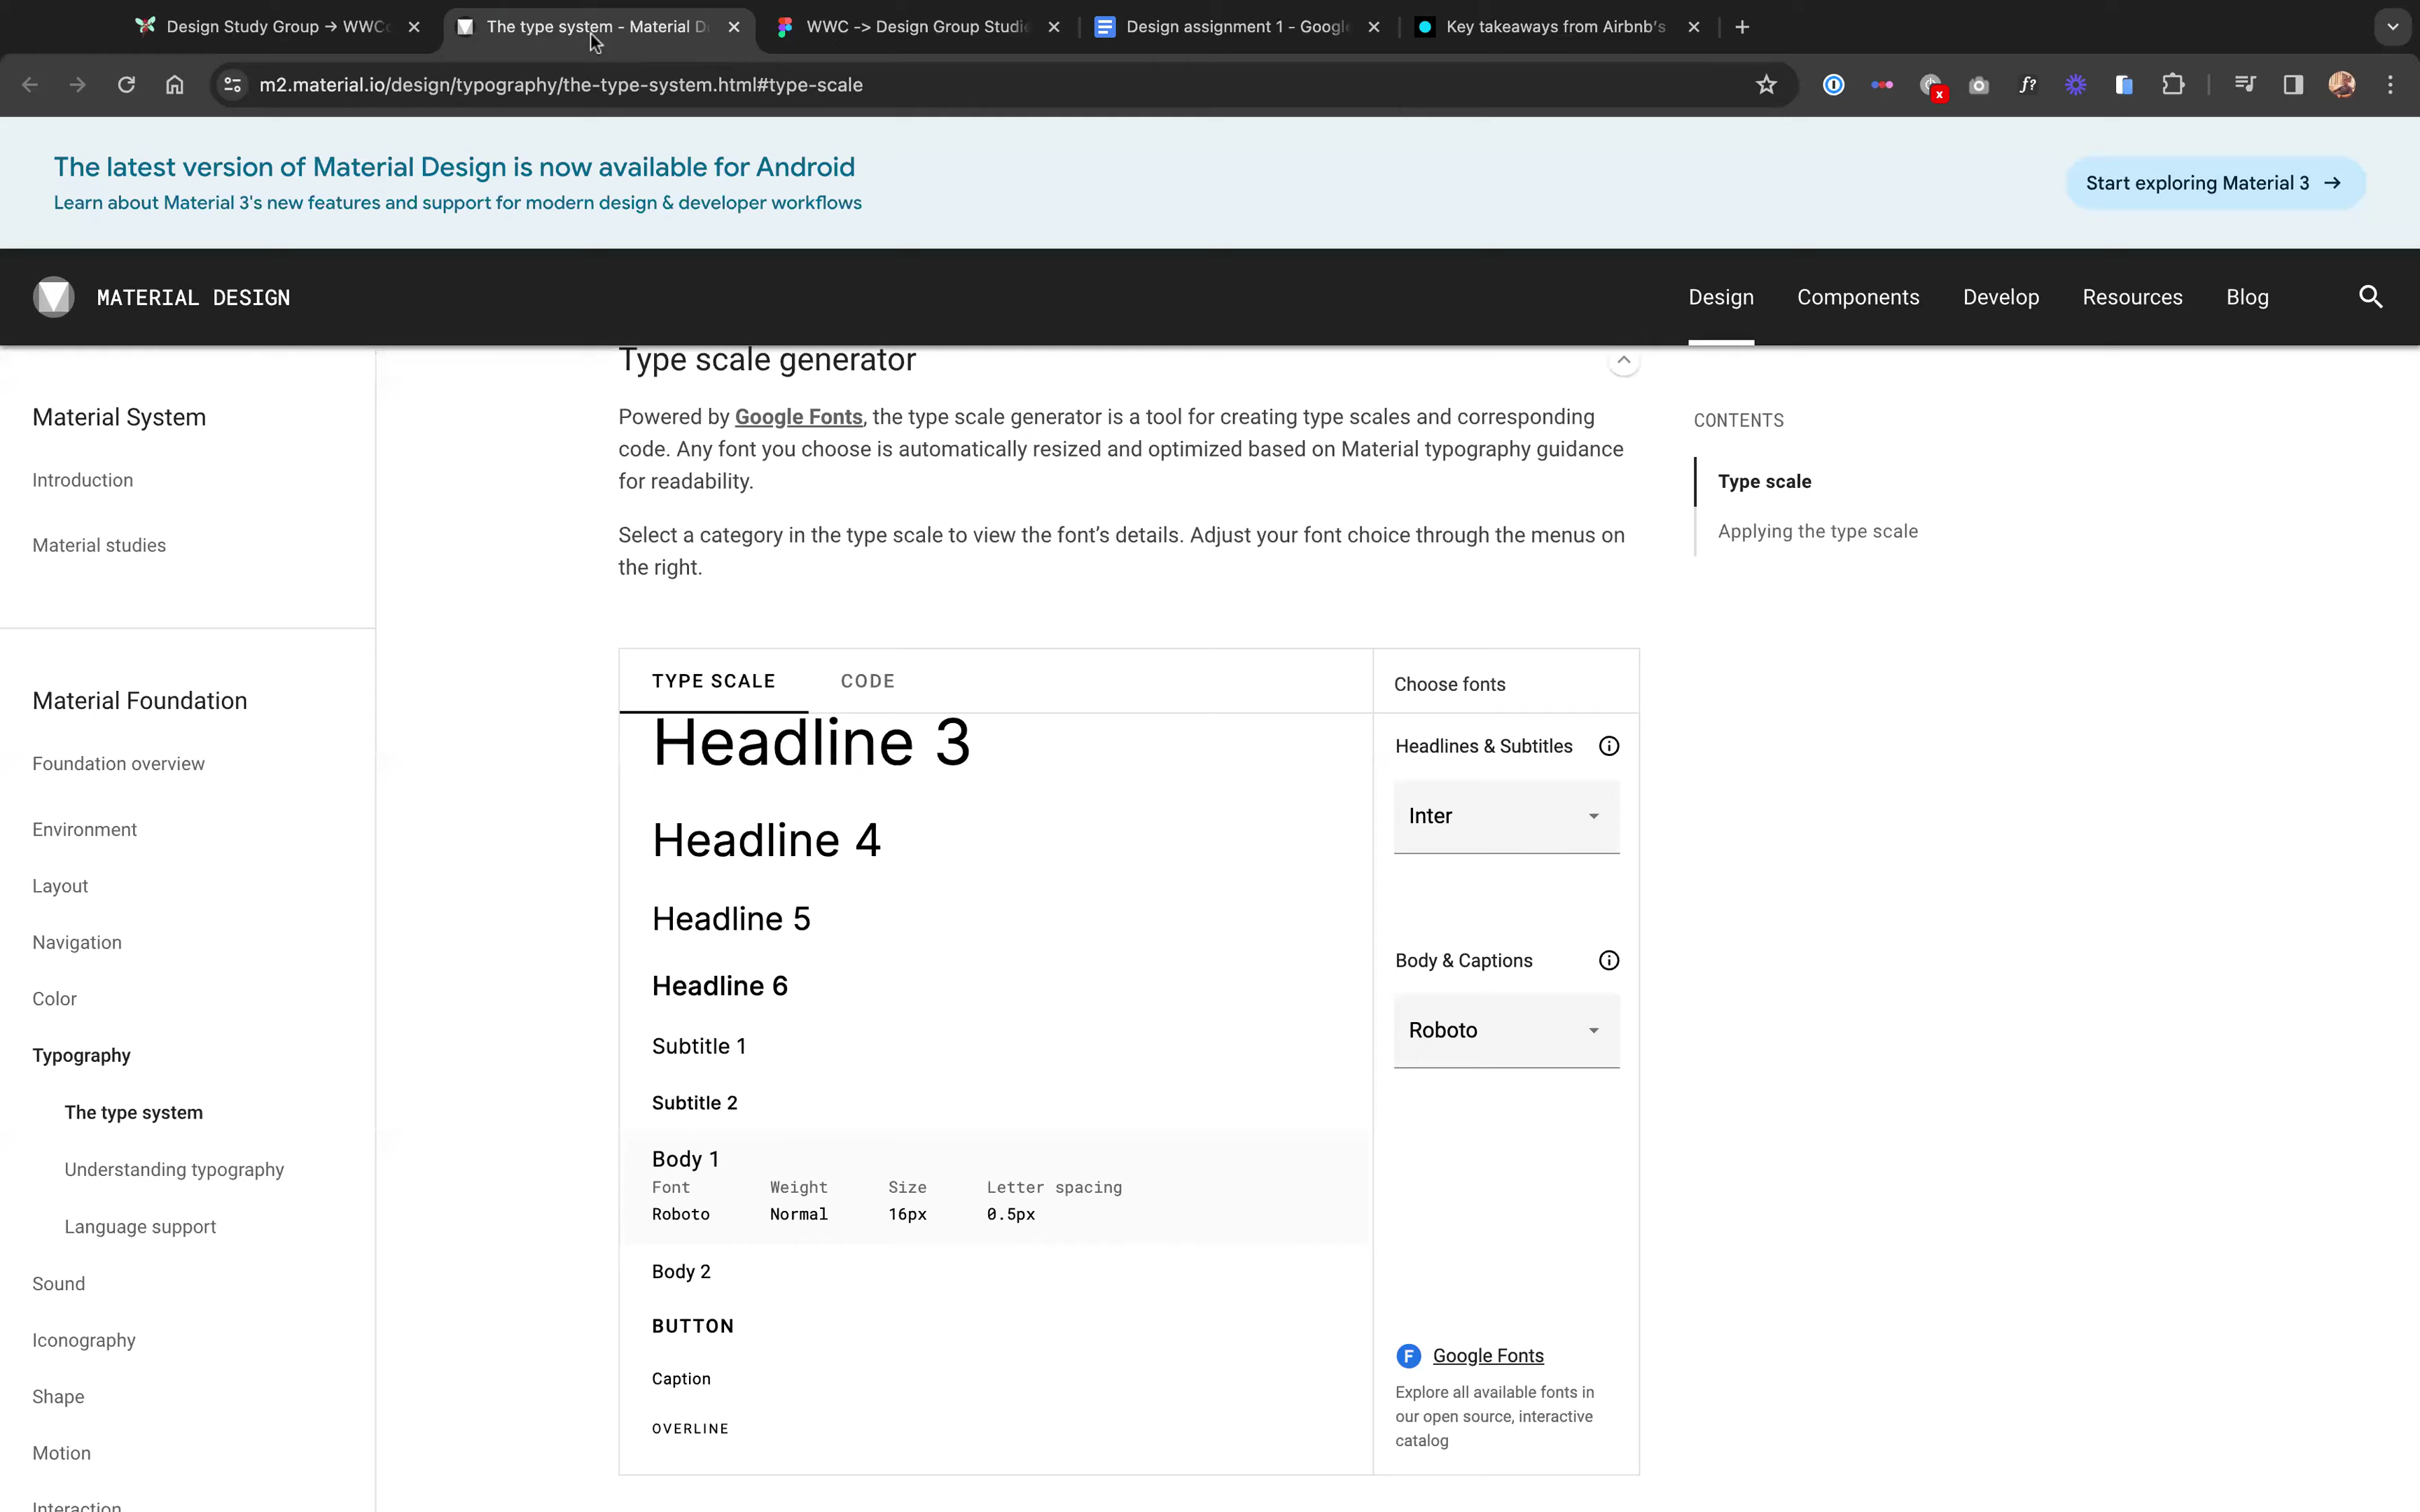 Design Study Group → WWC
The type system - Material D
WWC -> Design Group Studi
Design assignment 1 - Googl
Key takeaways from Airbnb's
m2.material.io/design/typography/the-type-system.html#type-scale
The latest version of Material Design is now available for Android
Learn about Material 3's new features and support for modern design & developer workflows
Start exploring Material 3 →
MATERIAL DESIGN
Design
Components
Develop
Resources
Blog
Material System
Introduction
Material studies
Material Foundation
Foundation overview
Environment
Layout
Navigation
Color
Typography
The type system
Understanding typography
Language support
Sound
Iconography
Shape
Motion
Interaction
Type scale generator
Powered by Google Fonts, the type scale generator is a tool for creating type scales and corresponding
code. Any font you choose is automatically resized and optimized based on Material typography guidance
for readability.
Select a category in the type scale to view the font’s details. Adjust your font choice through the menus on
the right.
TYPE SCALE
CODE
Headline 3
Headline 4
Headline 5
Headline 6
Subtitle 1
Subtitle 2
Body 1
Font Weight Size Letter spacing
Roboto Normal 16px 0.5px
Body 2
BUTTON
Caption
OVERLINE
Choose fonts
Headlines & Subtitles
Inter
Body & Captions
Roboto
F Google Fonts
Explore all available fonts in
our open source, interactive
catalog
CONTENTS
Type scale
Applying the type scale